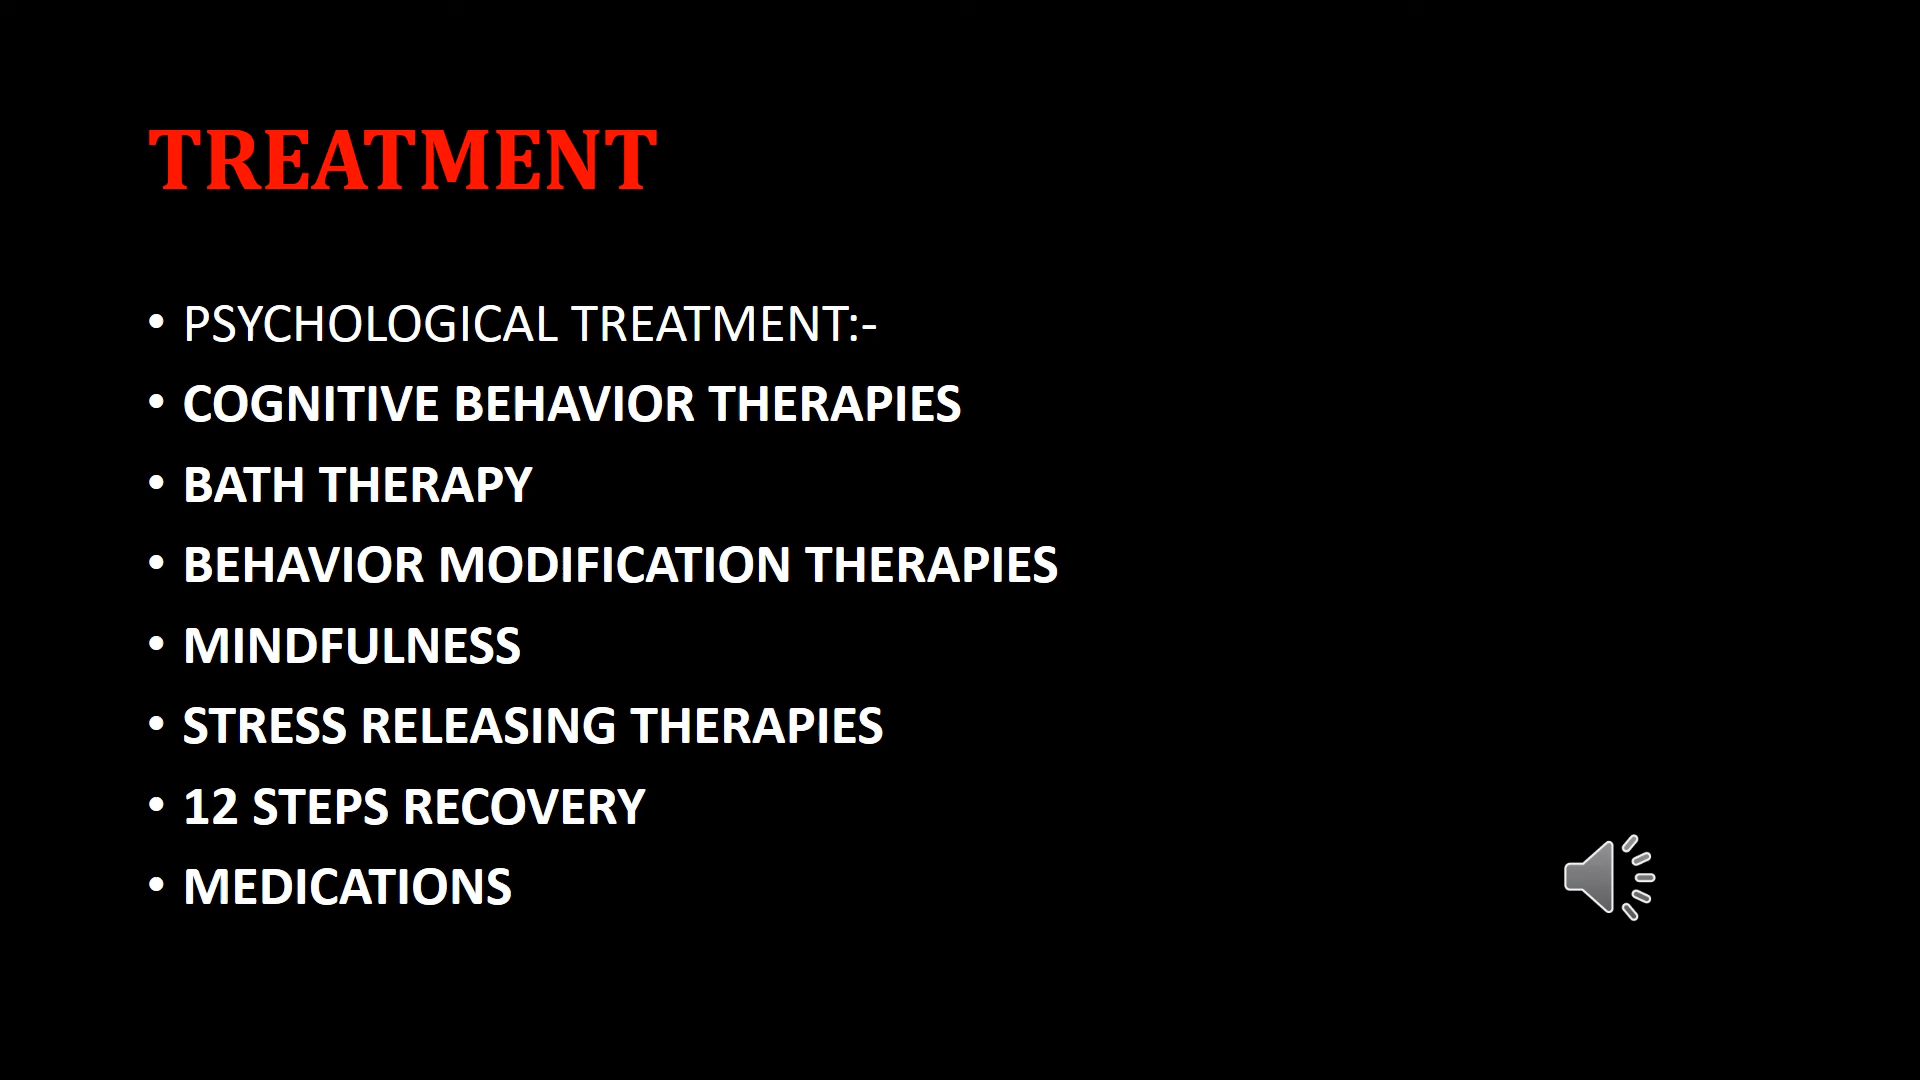 TREATMENT
• PSYCHOLOGICAL TREATMENT:-
• COGNITIVE BEHAVIOR THERAPIES
• BATH THERAPY
• BEHAVIOR MODIFICATION THERAPIES
• MINDFULNESS
• STRESS RELEASING THERAPIES
• 12 STEPS RECOVERY
• MEDICATIONS